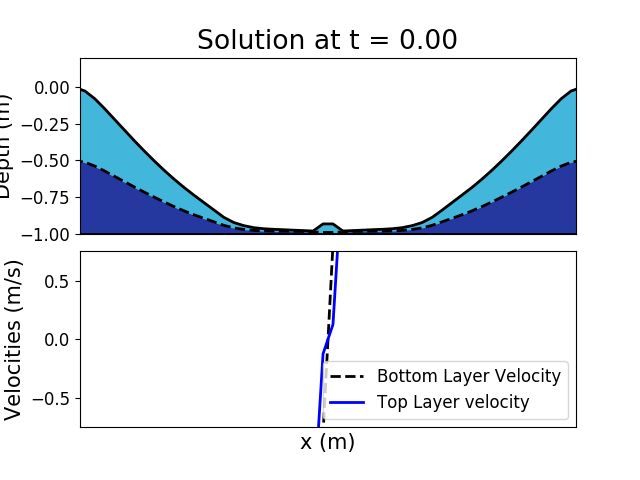 Solution at t = 0.00
Depth (m)
0.00
−0.25
−0.50
−0.75
−1.00
Velocities (m/s)
0.5
0.0
−0.5
Bottom Layer Velocity
Top Layer velocity
x (m)